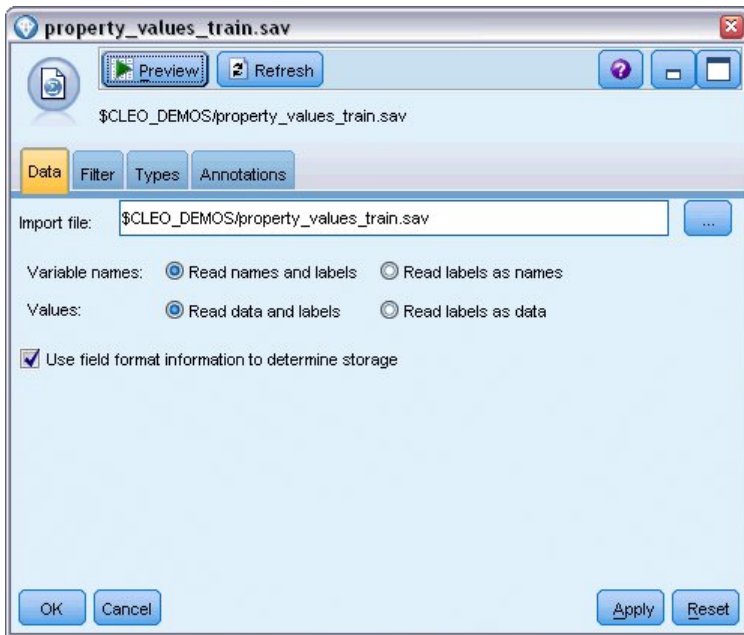 property_values_train.sav
Preview Refresh
$CLEO_DEMOS/property_values_train.sav
Data Filter Types Annotations
Import file: $CLEO_DEMOS/property_values_train.sav ...
Variable names: Read names and labels Read labels as names
Values: Read data and labels Read labels as data
Use field format information to determine storage
OK Cancel Apply Reset